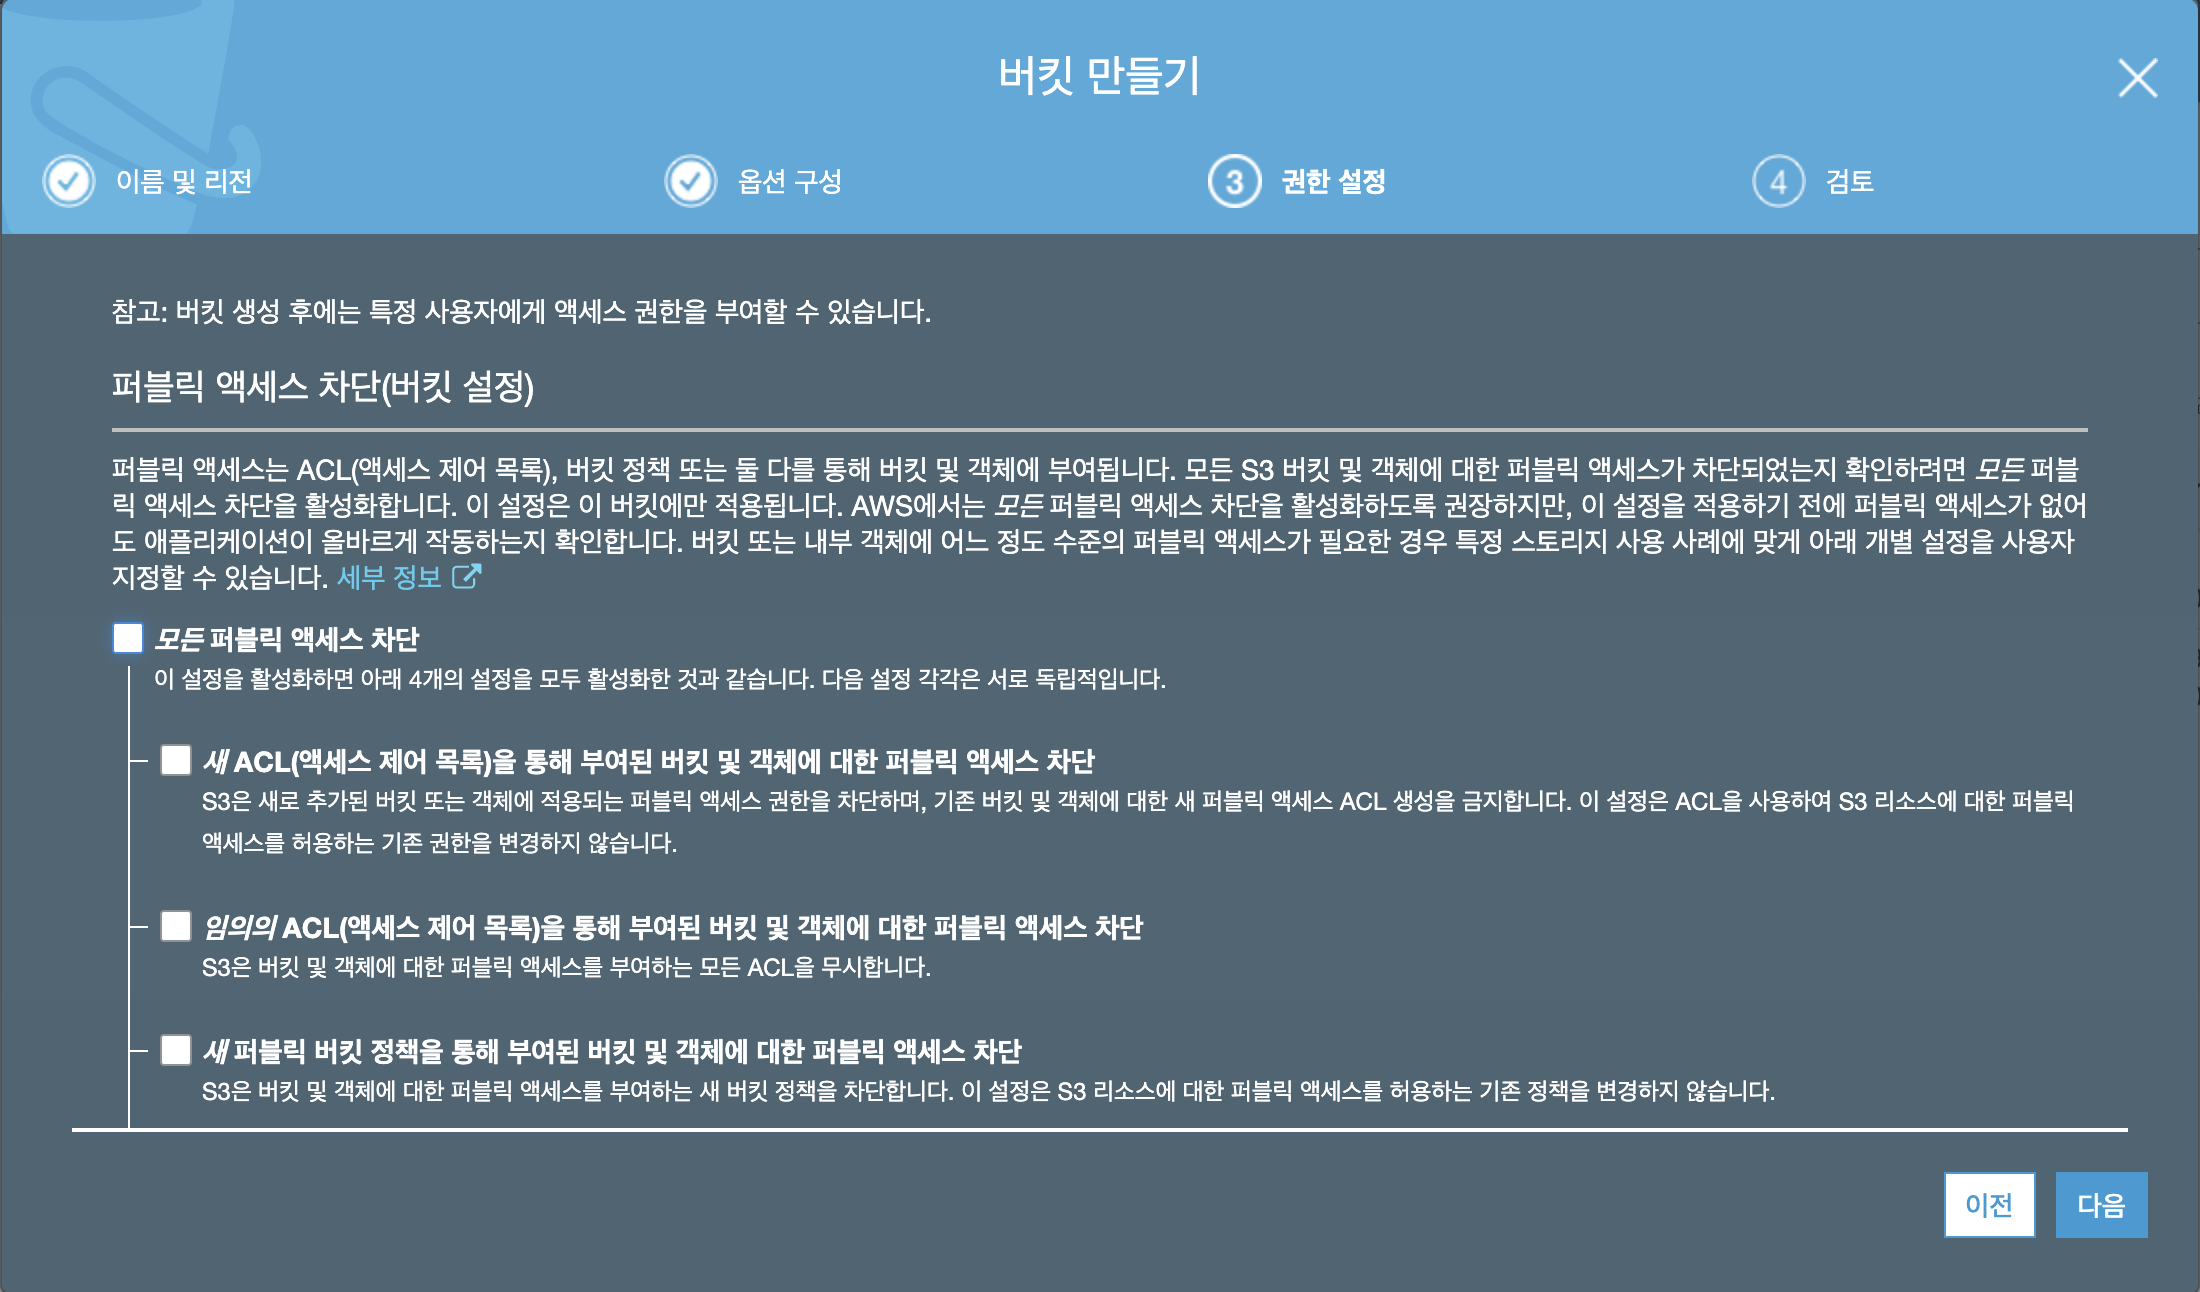 버킷 만들기
이름 및 리전
옵션 구성
3 권한 설정
4 검토
참고: 버킷 생성 후에는 특정 사용자에게 액세스 권한을 부여할 수 있습니다.
퍼블릭 액세스 차단(버킷 설정)
퍼블릭 액세스는 ACL(액세스 제어 목록), 버킷 정책 또는 둘 다를 통해 버킷 및 객체에 부여됩니다. 모든 S3 버킷 및 객체에 대한 퍼블릭 액세스가 차단되었는지 확인하려면 모든 퍼블
릭 액세스 차단을 활성화합니다. 이 설정은 이 버킷에만 적용됩니다. AWS에서는 모든 퍼블릭 액세스 차단을 활성화하도록 권장하지만, 이 설정을 적용하기 전에 퍼블릭 액세스가 없어
도 애플리케이션이 올바르게 작동하는지 확인합니다. 버킷 또는 내부 객체에 어느 정도 수준의 퍼블릭 액세스가 필요한 경우 특정 스토리지 사용 사례에 맞게 아래 개별 설정을 사용자
지정할 수 있습니다. 세부 정보
모든 퍼블릭 액세스 차단
이 설정을 활성화하면 아래 4개의 설정을 모두 활성화한 것과 같습니다. 다음 설정 각각은 서로 독립적입니다.
새 ACL(액세스 제어 목록)을 통해 부여된 버킷 및 객체에 대한 퍼블릭 액세스 차단
S3은 새로 추가된 버킷 또는 객체에 적용되는 퍼블릭 액세스 권한을 차단하며, 기존 버킷 및 객체에 대한 새 퍼블릭 액세스 ACL 생성을 금지합니다. 이 설정은 ACL을 사용하여 S3 리소스에 대한 퍼블릭
액세스를 허용하는 기존 권한을 변경하지 않습니다.
임의의 ACL(액세스 제어 목록)을 통해 부여된 버킷 및 객체에 대한 퍼블릭 액세스 차단
S3은 버킷 및 객체에 대한 퍼블릭 액세스를 부여하는 모든 ACL을 무시합니다.
새 퍼블릭 버킷 정책을 통해 부여된 버킷 및 객체에 대한 퍼블릭 액세스 차단
S3은 버킷 및 객체에 대한 퍼블릭 액세스를 부여하는 새 버킷 정책을 차단합니다. 이 설정은 S3 리소스에 대한 퍼블릭 액세스를 허용하는 기존 정책을 변경하지 않습니다.
이전
다음